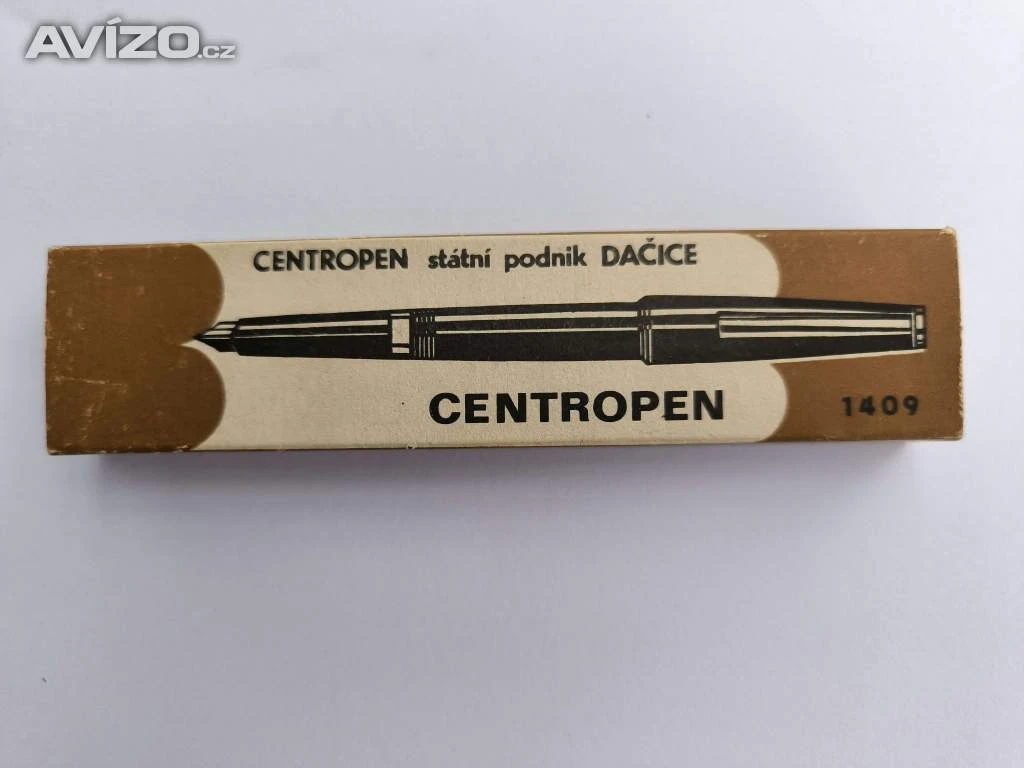 AVÍZO.cz
CENTROPEN státní podnik DAČICE
CENTROPEN
1409